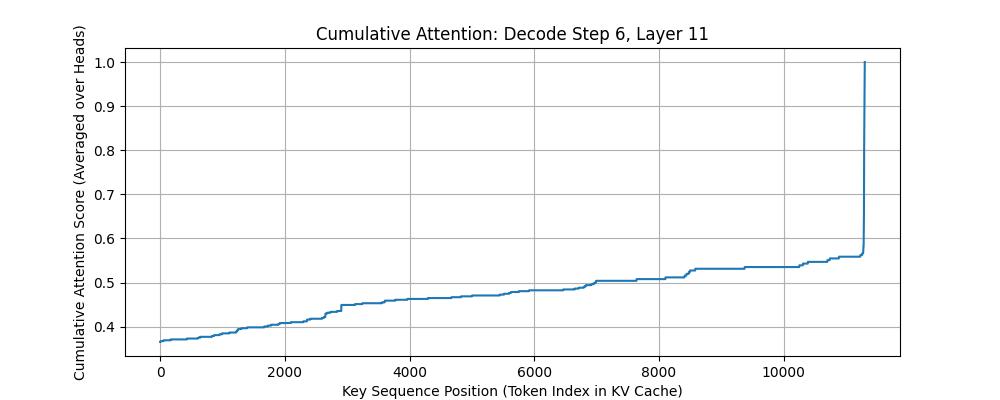 Cumulative Attention: Decode Step 6, Layer 11
Cumulative Attention Score (Averaged over Heads)
1.0
0.9
0.8
0.7
0.6
0.5
0.4
0 2000 4000 6000 8000 10000
Key Sequence Position (Token Index in KV Cache)